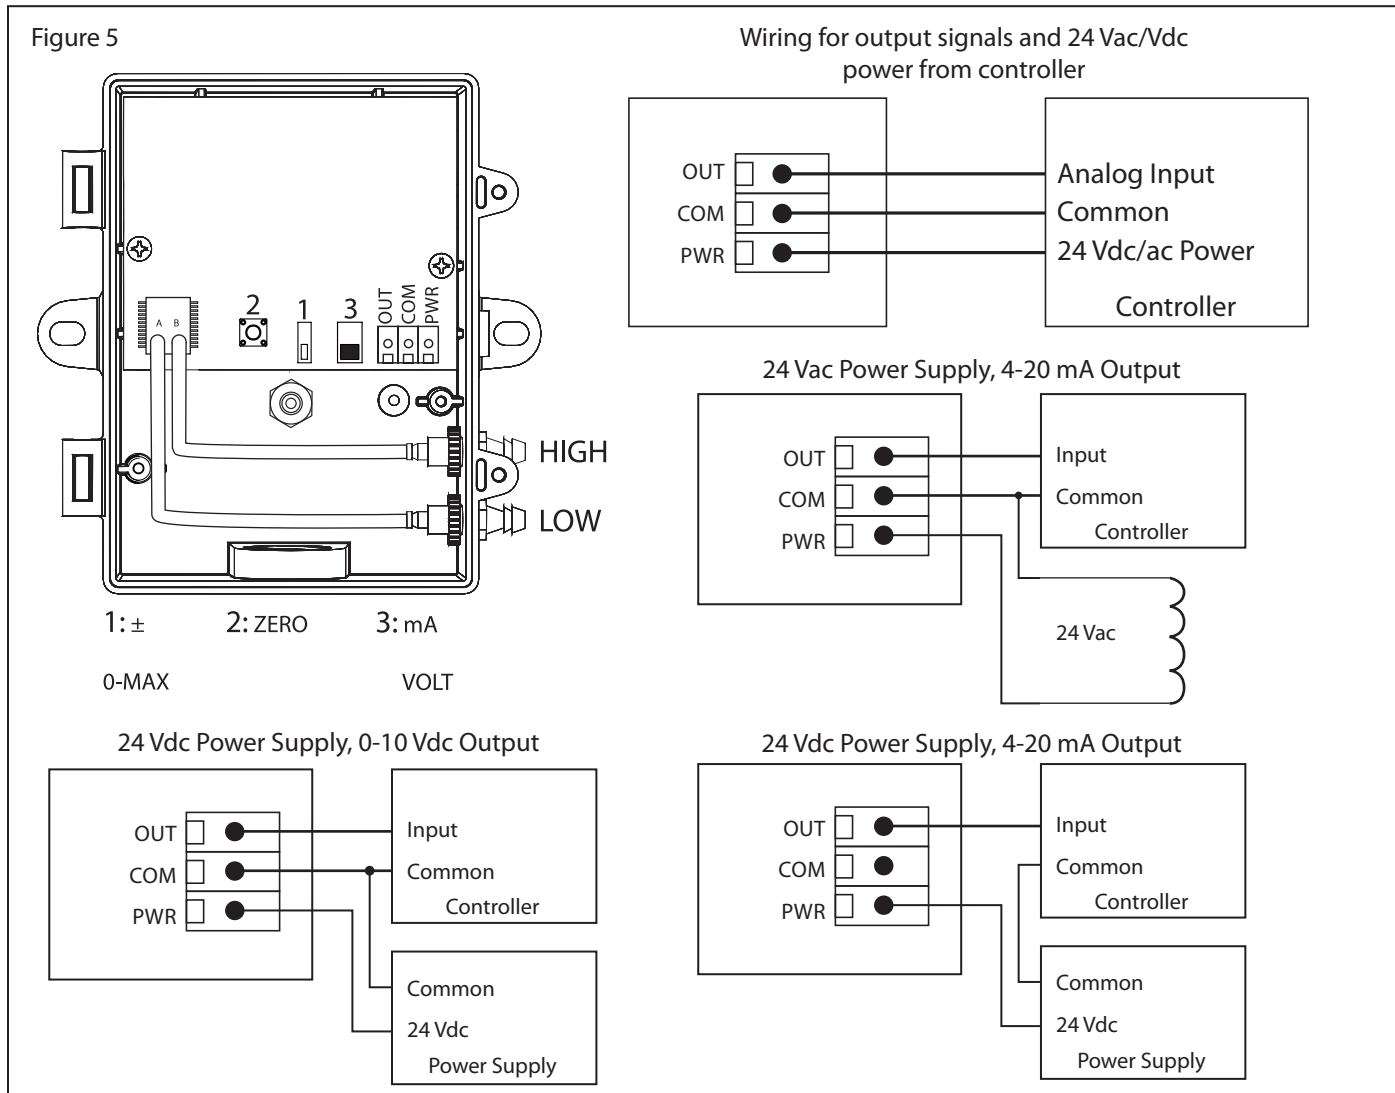 Figure 5
2
1
3
OUT
COM
PWR
A B
HIGH
LOW
1: ± 2: ZERO 3: mA
0-MAX VOLT
Wiring for output signals and 24 Vac/Vdc
power from controller
OUT
COM
PWR
Analog Input
Common
24 Vdc/ac Power
Controller
24 Vac Power Supply, 4-20 mA Output
OUT
COM
PWR
Input
Common
Controller
24 Vac
24 Vdc Power Supply, 0-10 Vdc Output
OUT
COM
PWR
Input
Common
Controller
Common
24 Vdc
Power Supply
24 Vdc Power Supply, 4-20 mA Output
OUT
COM
PWR
Input
Common
Controller
Common
24 Vdc
Power Supply